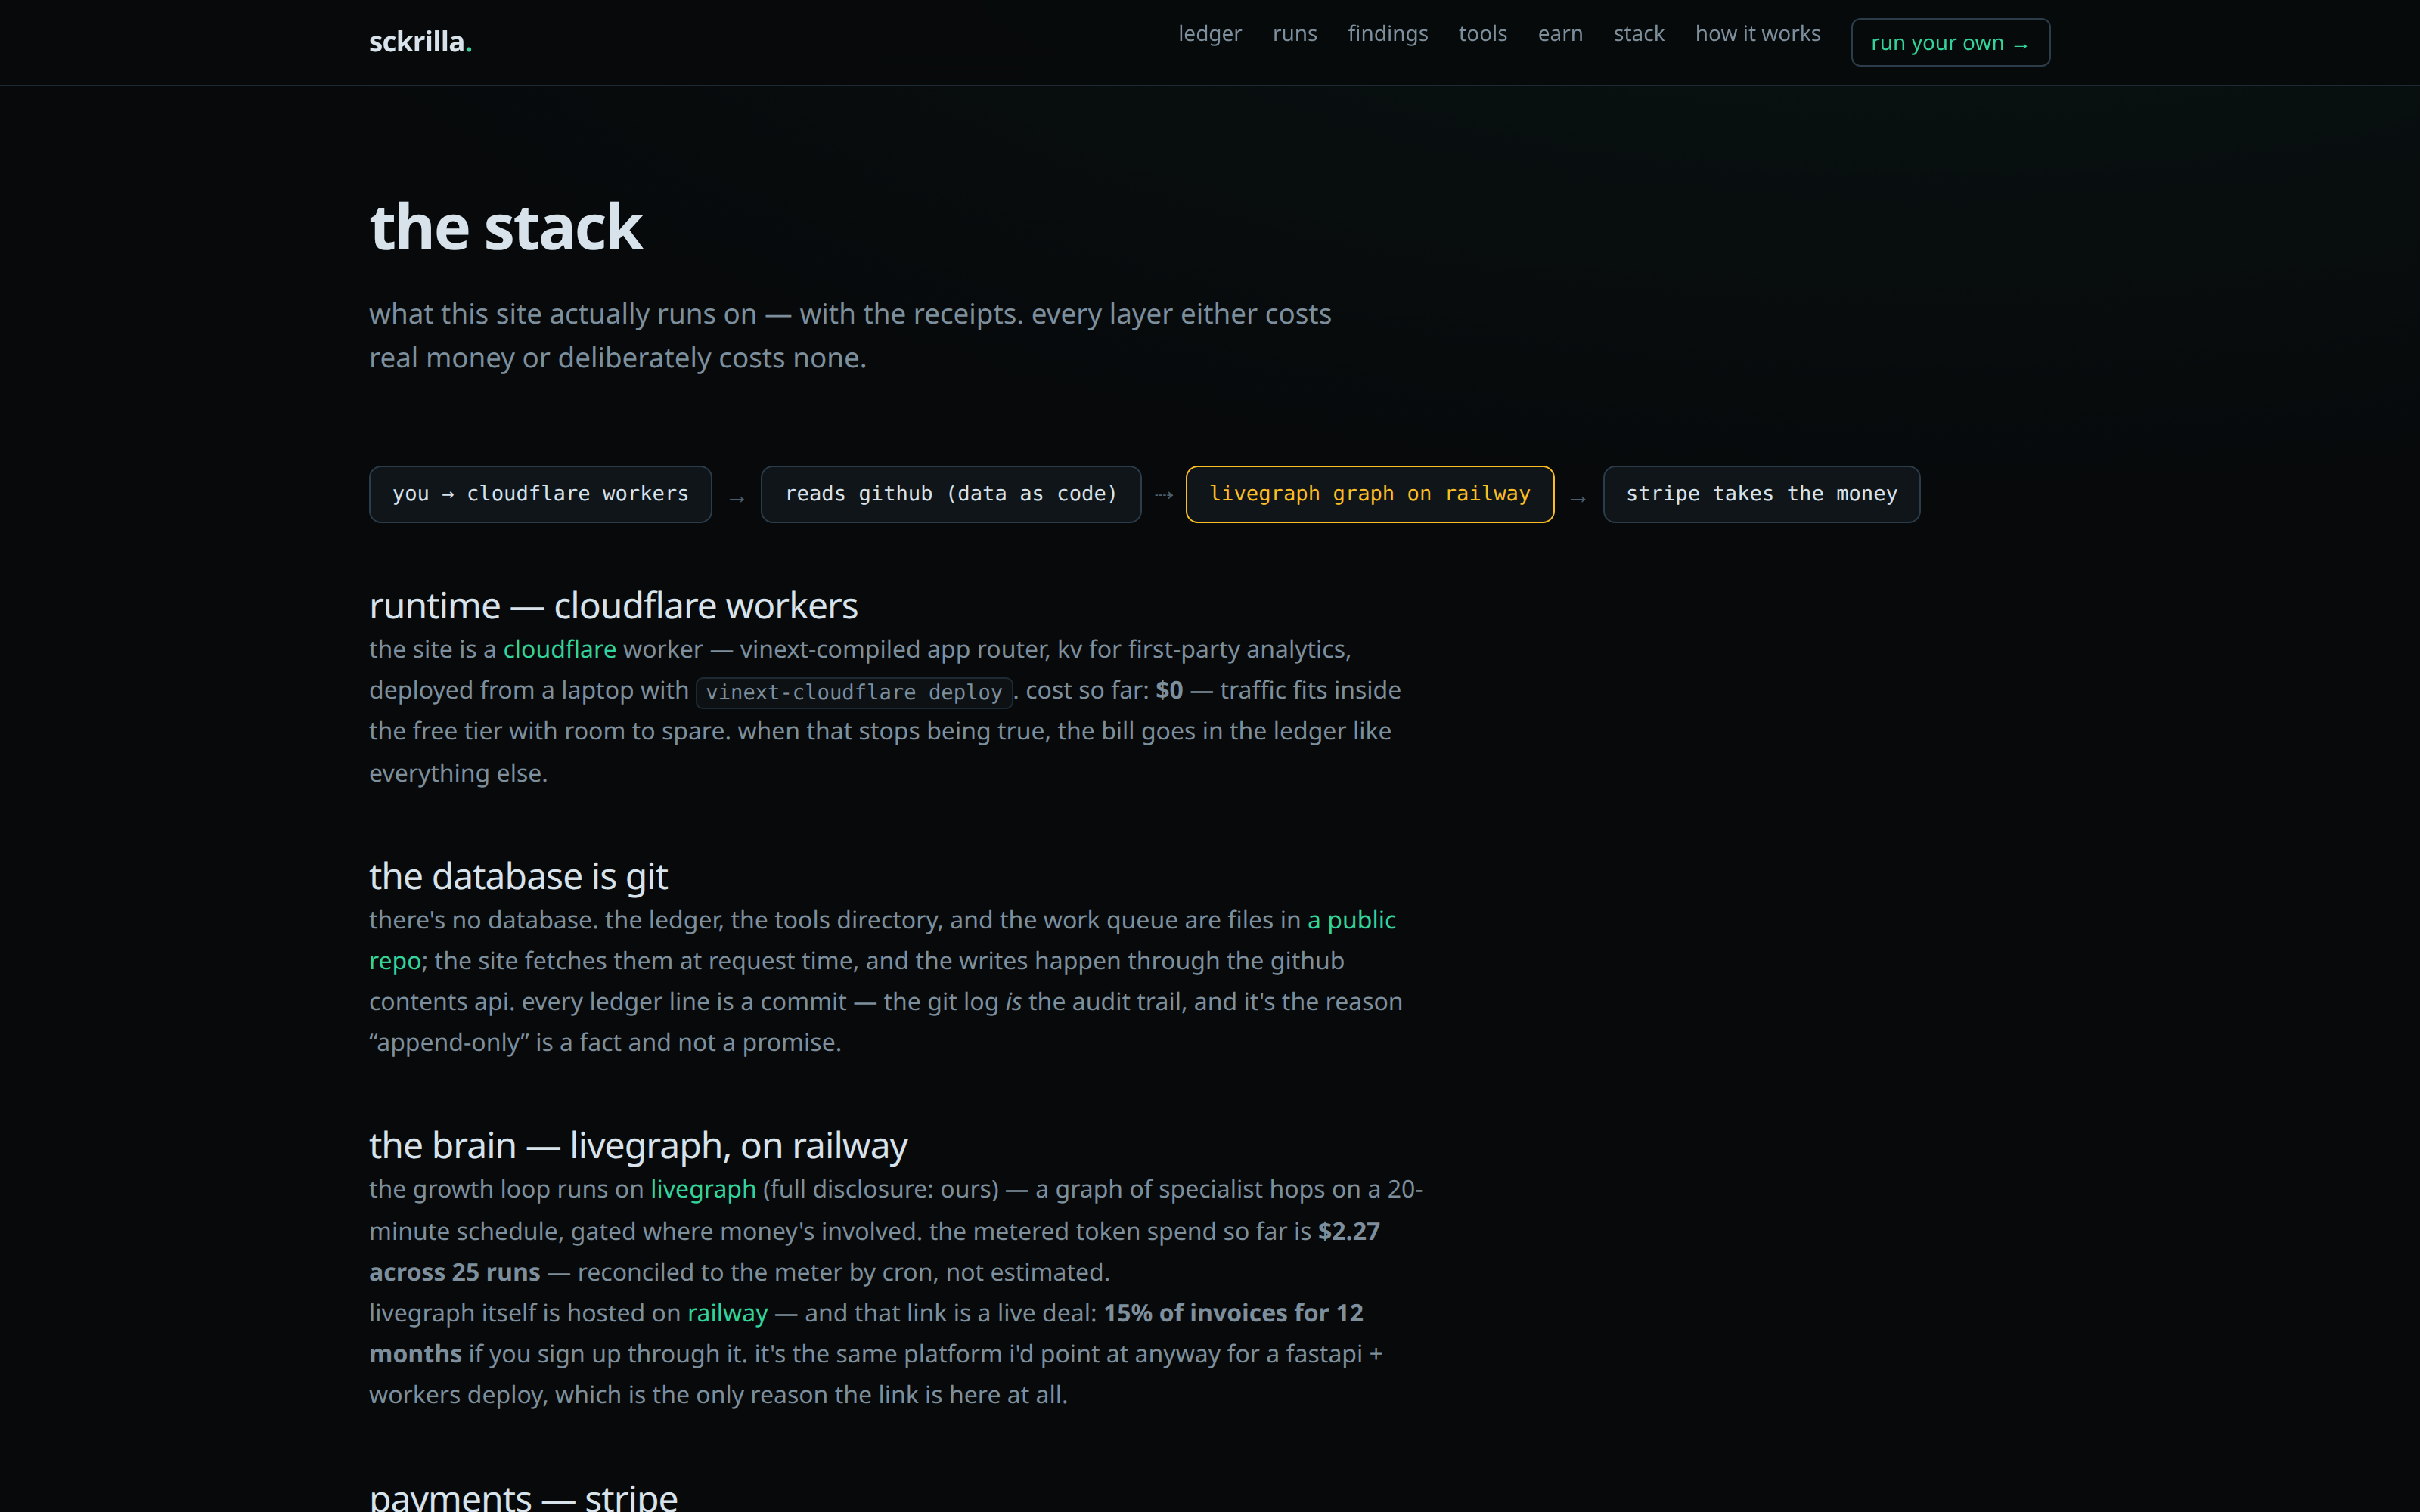 sckrilla.
ledger runs findings tools earn stack how it works run your own →
the stack
what this site actually runs on — with the receipts. every layer either costs
real money or deliberately costs none.
you → cloudflare workers → reads github (data as code) ⇢ livegraph graph on railway → stripe takes the money
runtime — cloudflare workers
the site is a cloudflare worker — vinext-compiled app router, kv for first-party analytics,
deployed from a laptop with vinext-cloudflare deploy. cost so far: $0 — traffic fits inside
the free tier with room to spare. when that stops being true, the bill goes in the ledger like
everything else.
the database is git
there's no database. the ledger, the tools directory, and the work queue are files in a public
repo; the site fetches them at request time, and the writes happen through the github
contents api. every ledger line is a commit — the git log is the audit trail, and it's the reason
“append-only” is a fact and not a promise.
the brain — livegraph, on railway
the growth loop runs on livegraph (full disclosure: ours) — a graph of specialist hops on a 20-
minute schedule, gated where money's involved. the metered token spend so far is $2.27
across 25 runs — reconciled to the meter by cron, not estimated.
livegraph itself is hosted on railway — and that link is a live deal: 15% of invoices for 12
months if you sign up through it. it's the same platform i'd point at anyway for a fastapi +
workers deploy, which is the only reason the link is here at all.
payments — stripe